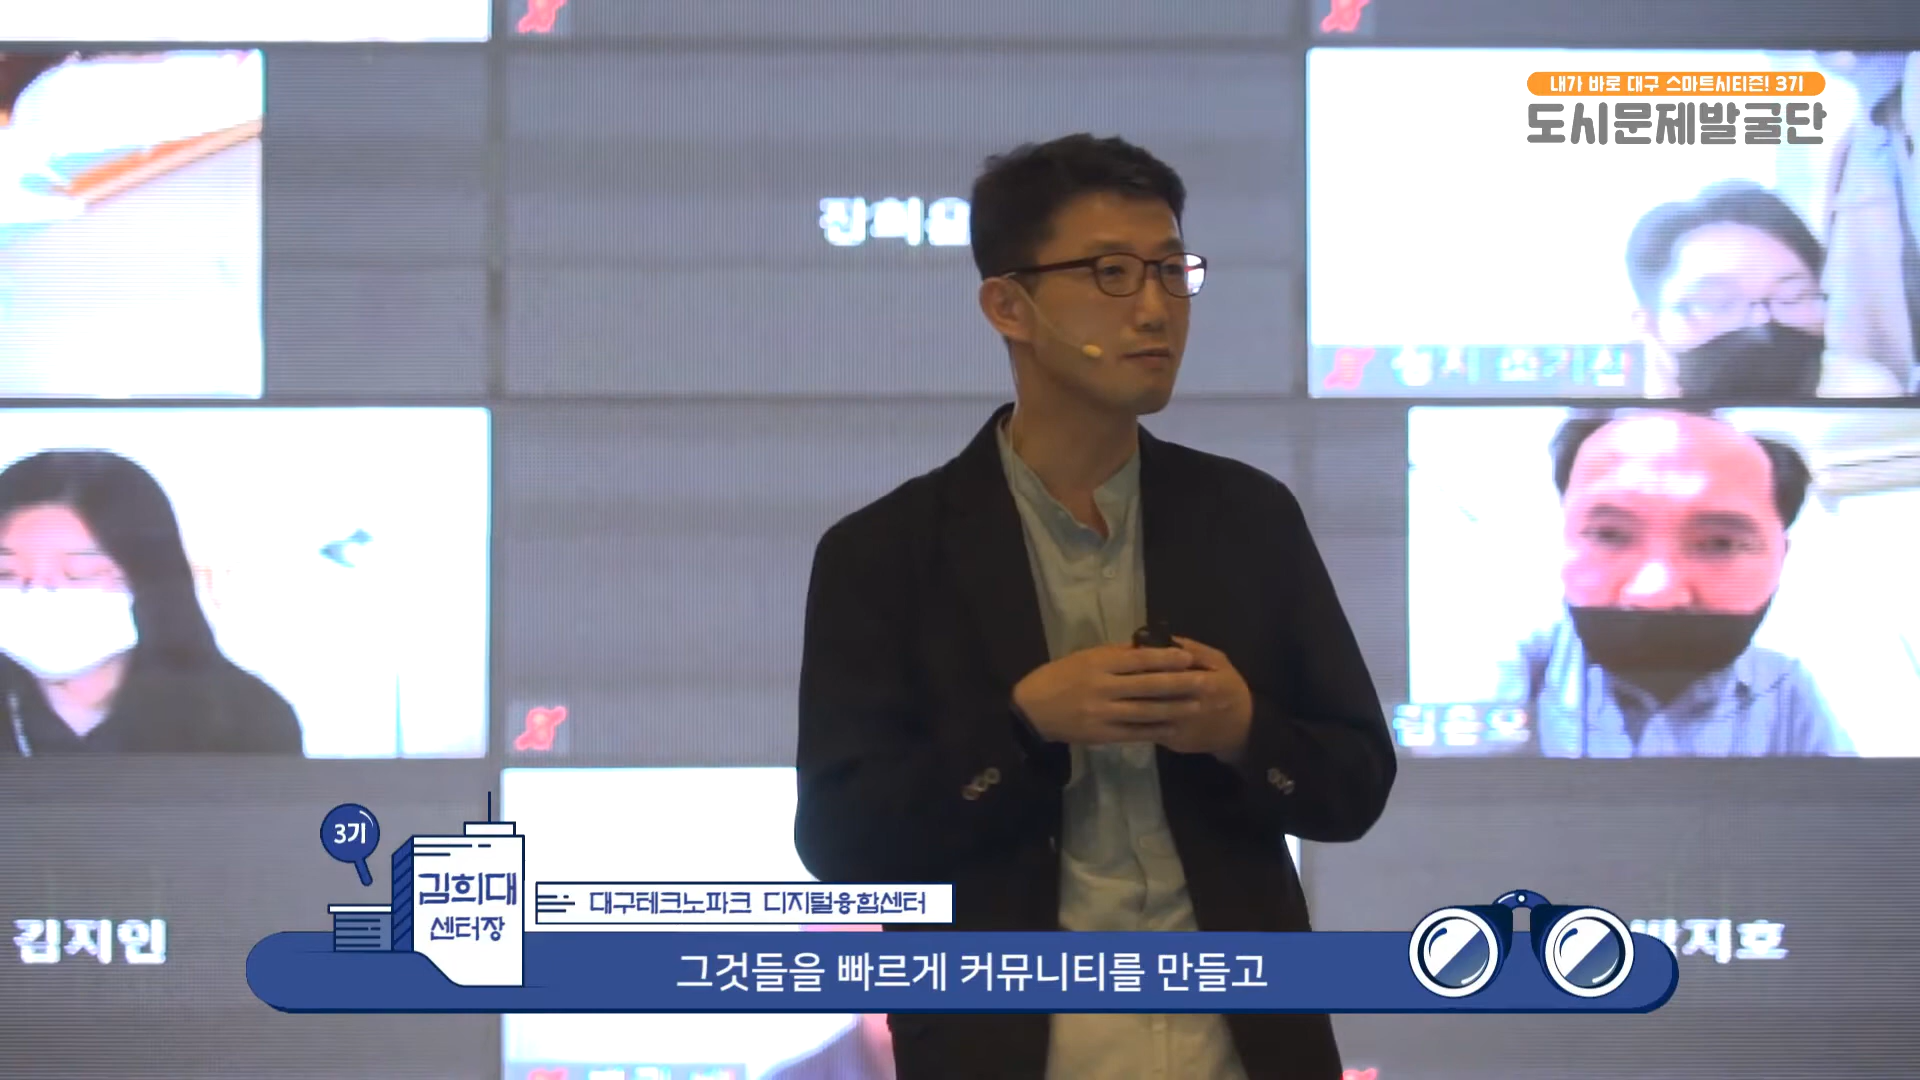 내가 바로 대구 스마트시티즌! 3기
도시문제발굴단
3기
김희대
센터장
대구테크노파크 디지털융합센터
그것들을 빠르게 커뮤니티를 만들고
김지인
박지호